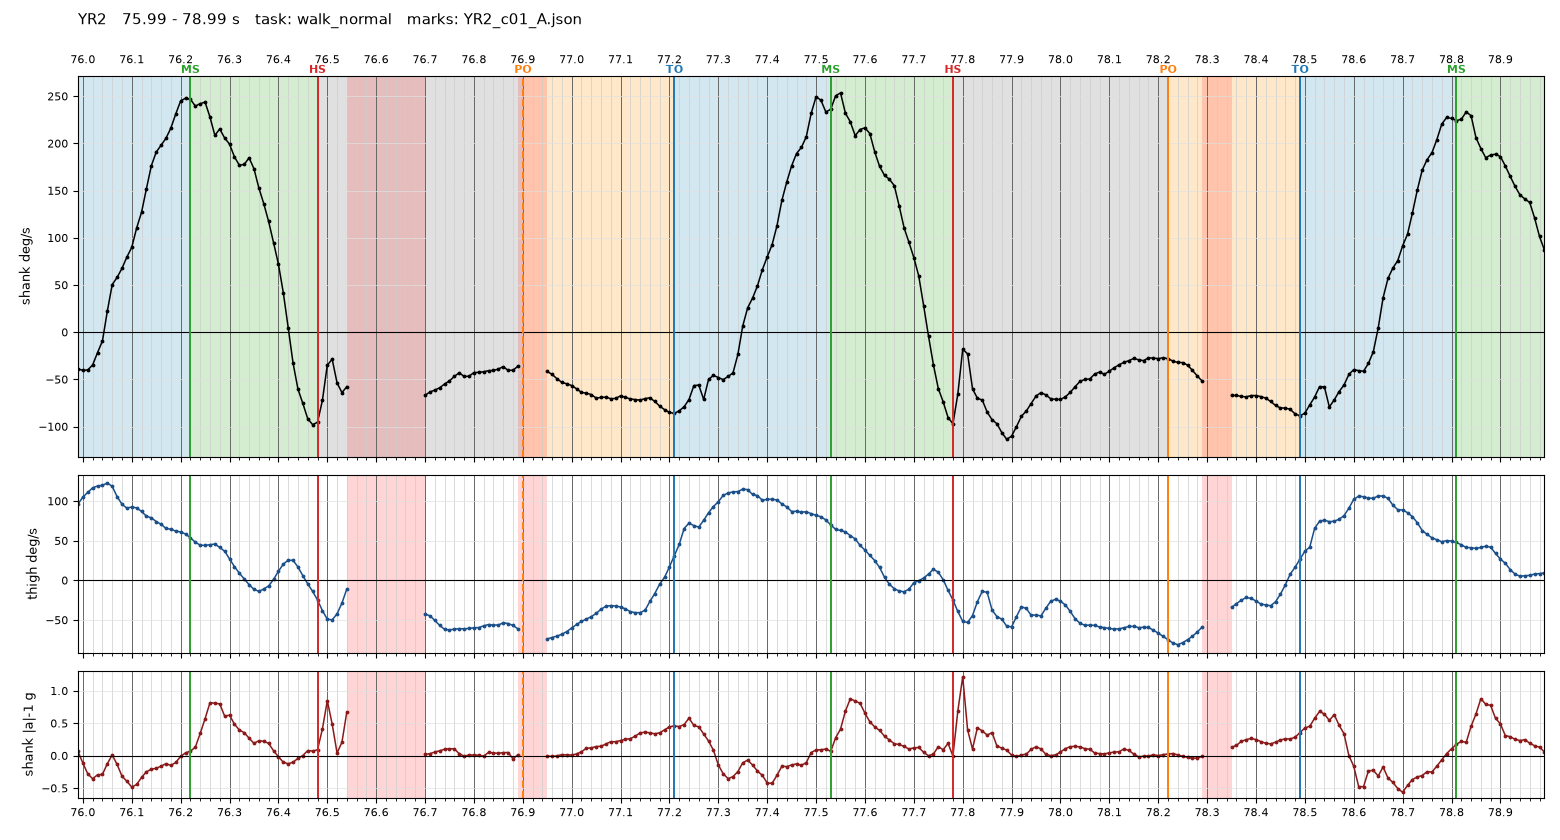 YR2 75.99 - 78.99 s task: walk_normal marks: YR2_c01_A.json
76.0 76.1 76.2 76.3 76.4 76.5 76.6 76.7 76.8 76.9 77.0 77.1 77.2 77.3 77.4 77.5 77.6 77.7 77.8 77.9 78.0 78.1 78.2 78.3 78.4 78.5 78.6 78.7 78.8 78.9
MS HS PO TO MS HS PO TO MS
250
200
150
100
50
0
−50
−100
shank deg/s
100
50
0
−50
thigh deg/s
1.0
0.5
0.0
−0.5
shank |a|-1 g
76.0 76.1 76.2 76.3 76.4 76.5 76.6 76.7 76.8 76.9 77.0 77.1 77.2 77.3 77.4 77.5 77.6 77.7 77.8 77.9 78.0 78.1 78.2 78.3 78.4 78.5 78.6 78.7 78.8 78.9